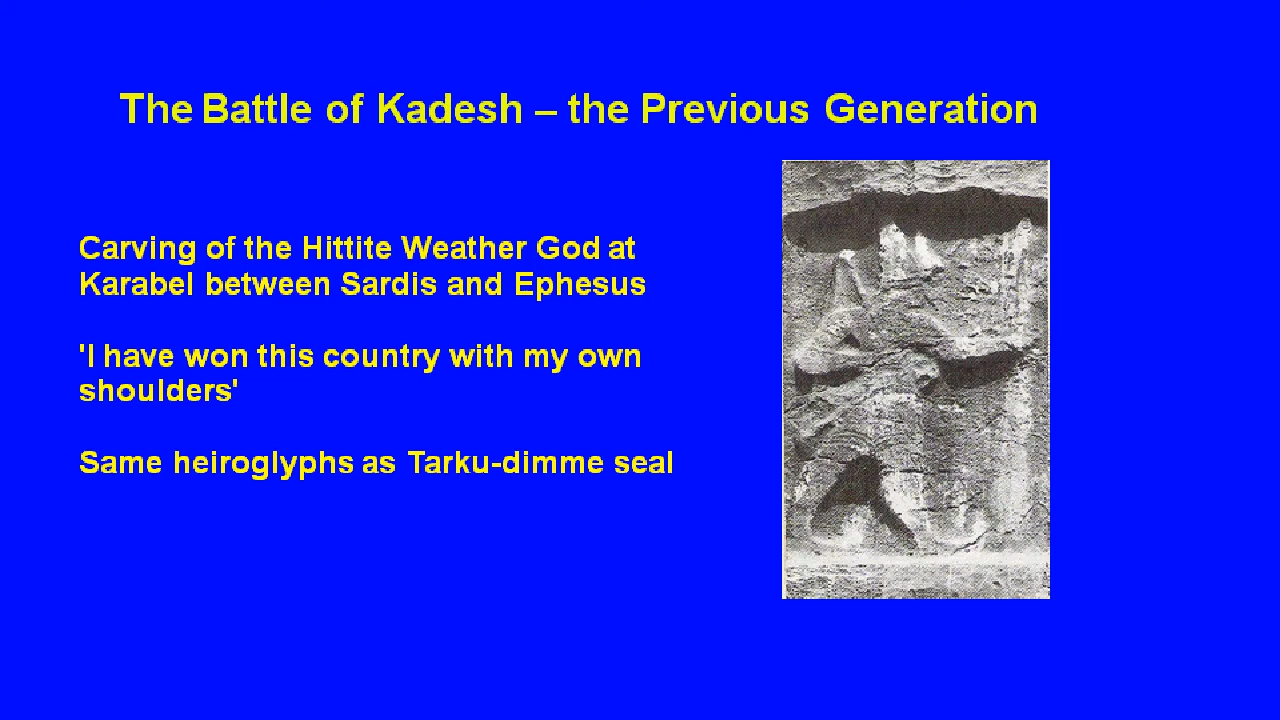 The Battle of Kadesh – the Previous Generation
Carving of the Hittite Weather God at
Karabel between Sardis and Ephesus
'I have won this country with my own
shoulders'
Same heiroglyphs as Tarku-dimme seal